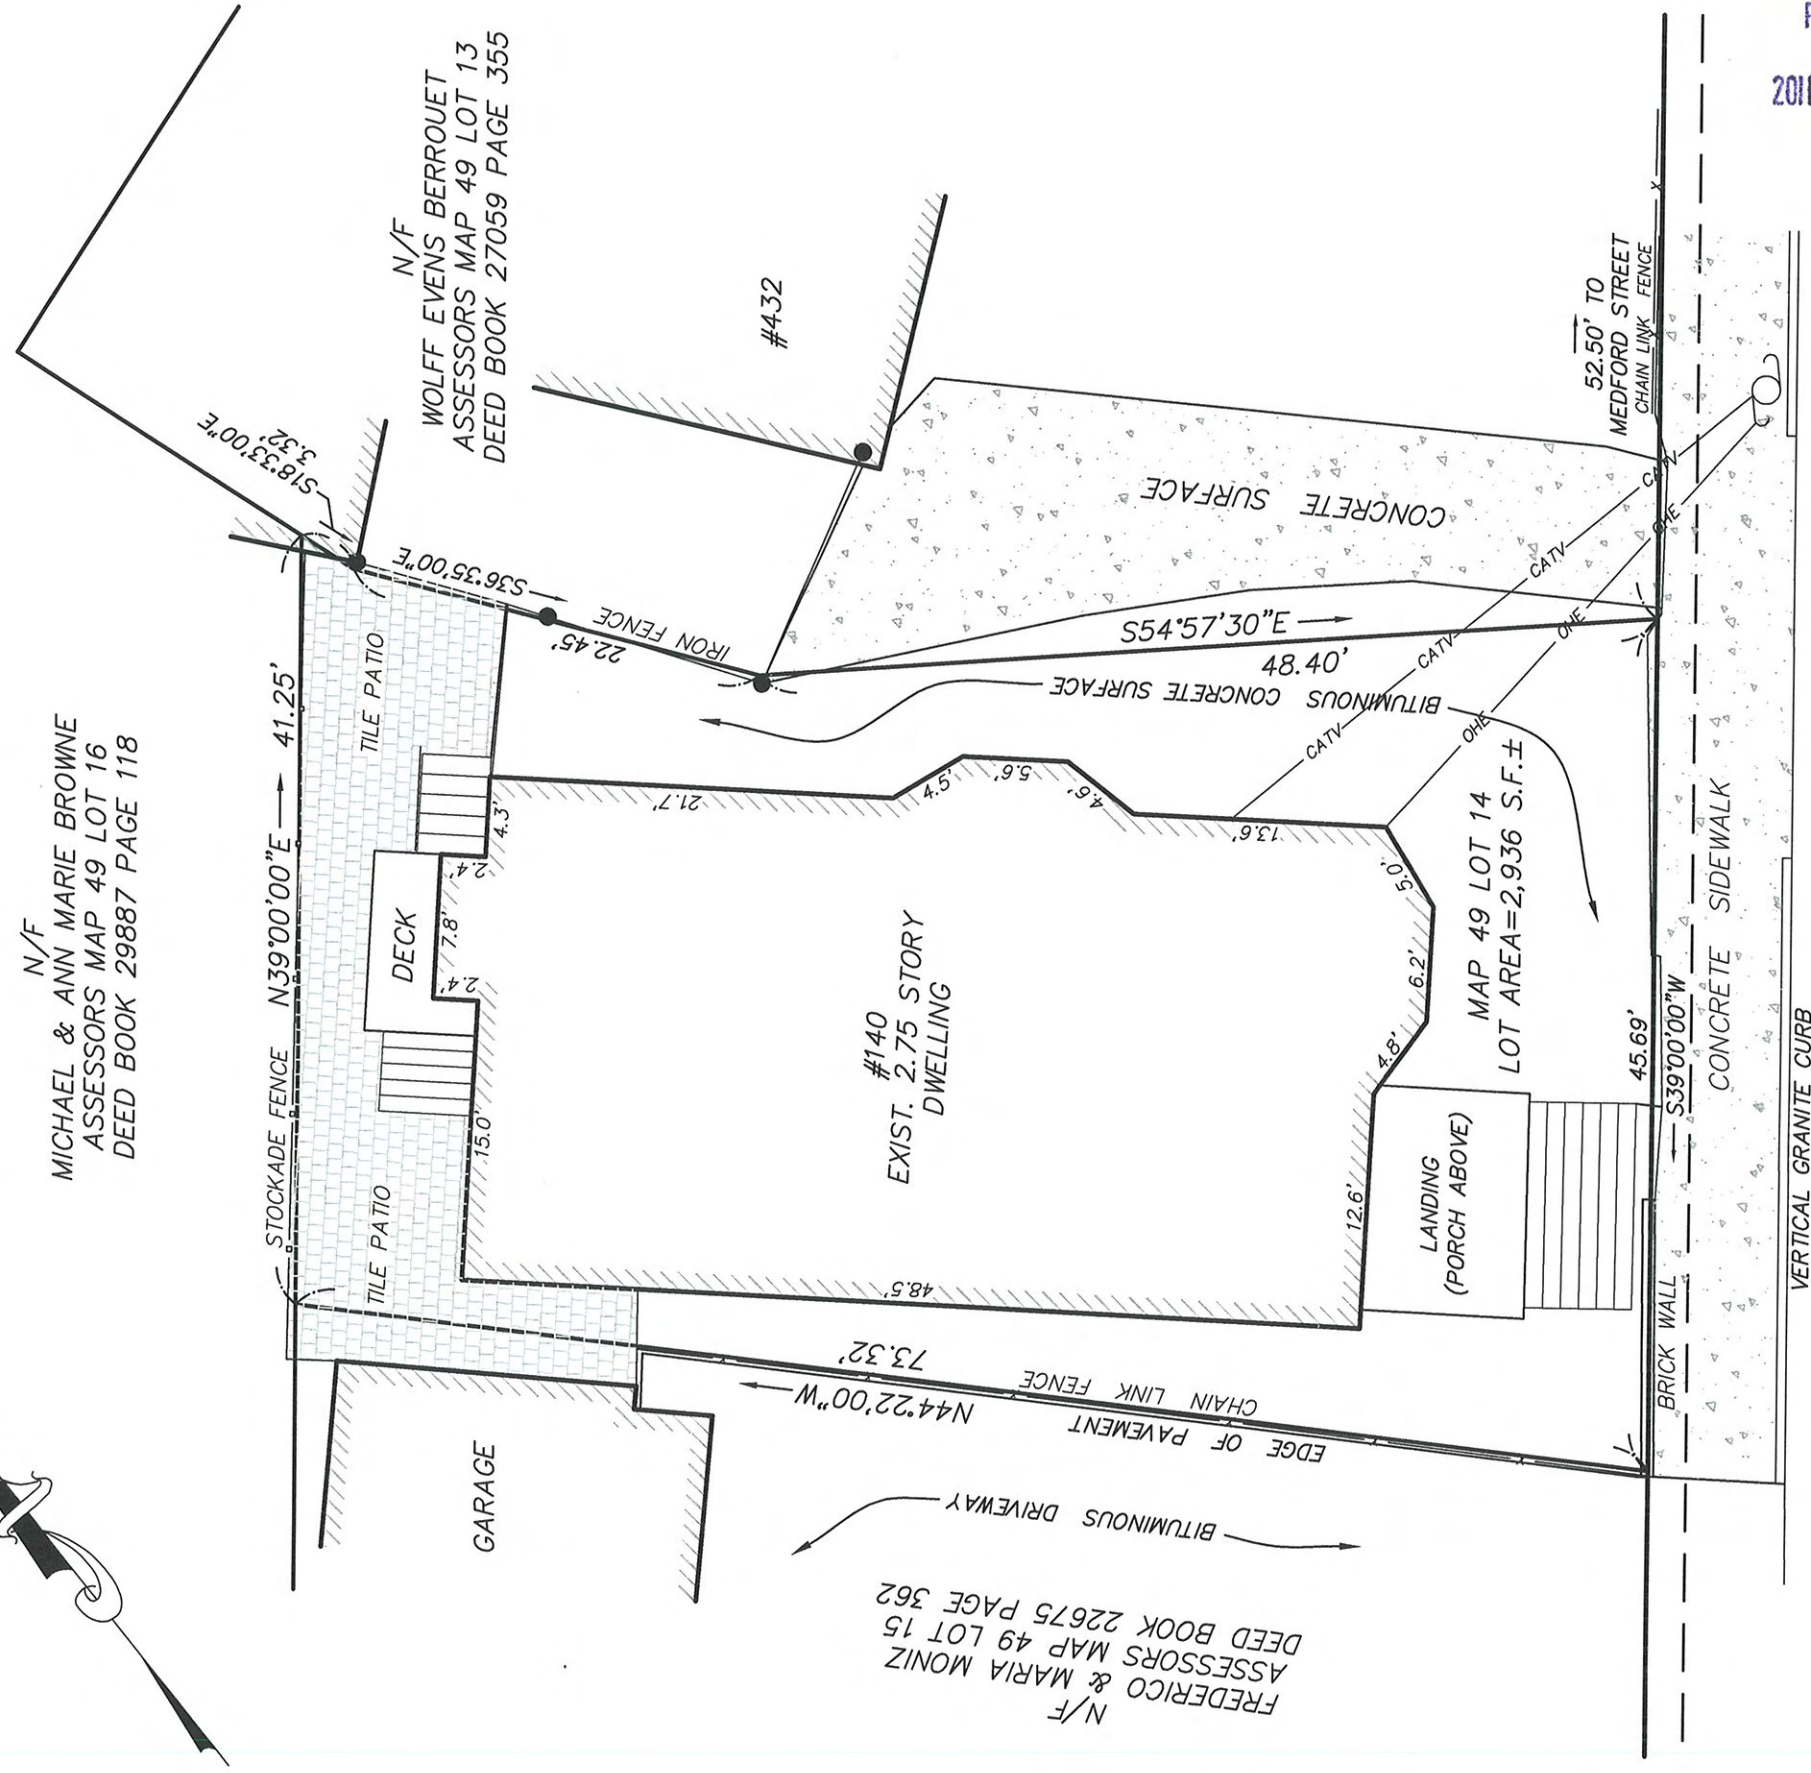 N/F
MICHAEL & ANN MARIE BROWNE
ASSESSORS MAP 49 LOT 16
DEED BOOK 29887 PAGE 118
N/F
WOLFF EVENS BERROUET
ASSESSORS MAP 49 LOT 13
DEED BOOK 27059 PAGE 355
S18°33'00"E
3.32'
STOCKADE FENCE
N39°00'00"E
41.25'
TILE PATIO
TILE PATIO
DECK
S36°35'00"E
22.45'
IRON FENCE
#432
CONCRETE SURFACE
S54°57'30"E
48.40'
BITUMINOUS CONCRETE SURFACE
52.50' TO
MEDFORD STREET
CHAIN LINK FENCE
CATV
CATV
CATV
CATV
OHE
OHE
OHE
15.0'
2.4'
7.8'
2.4'
4.3'
21.7'
4.5'
5.6'
4.6'
13.6'
5.0'
6.2'
4.8'
12.6'
48.5'
#140
EXIST. 2.75 STORY
DWELLING
MAP 49 LOT 14
LOT AREA=2,936 S.F.±
LANDING
(PORCH ABOVE)
45.69'
S39°00'00"W
BRICK WALL
CONCRETE SIDEWALK
VERTICAL GRANITE CURB
73.32'
N44°22'00"W
CHAIN LINK FENCE
EDGE OF PAVEMENT
GARAGE
BITUMINOUS DRIVEWAY
N/F
FREDERICO & MARIA MONIZ
ASSESSORS MAP 49 LOT 15
DEED BOOK 22675 PAGE 362